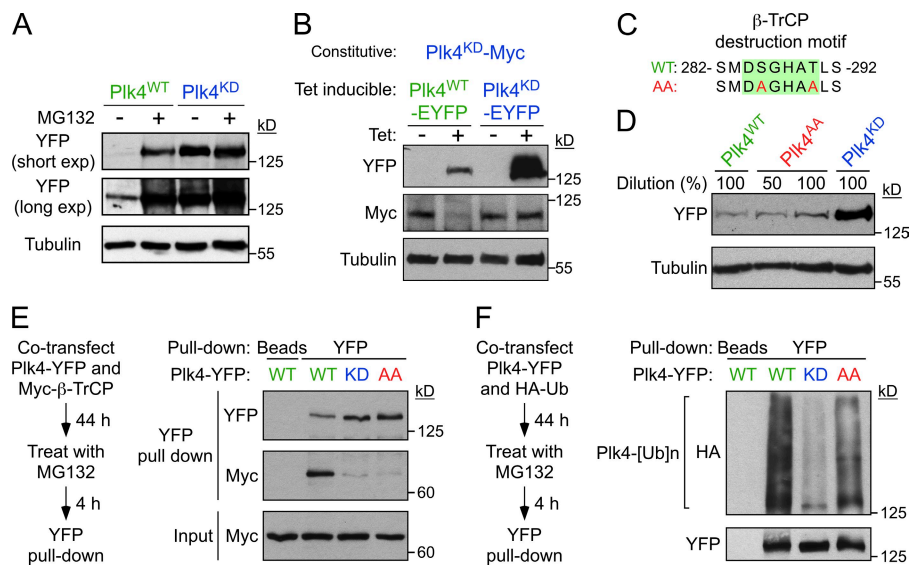 A
Plk4WT Plk4KD
MG132 - + - +
kD
YFP
(short exp)
-125
YFP
(long exp)
-125
Tubulin
-55
B
Constitutive: Plk4KD-Myc
Tet inducible: Plk4WT Plk4KD
-EYFP -EYFP
Tet: - + - +
kD
YFP
-125
-125
Myc
Tubulin
-55
C
β-TrCP
destruction motif
WT: 282- SMDSGHATLS -292
AA: SMDAGHAALS
D
Plk4WT Plk4AA Plk4KD
Dilution (%) 100 50 100 100
kD
YFP
-125
Tubulin
-55
E
Co-transfect
Plk4-YFP and
Myc-β-TrCP
44 h
Treat with
MG132
4 h
YFP
pull-down
Pull-down: Beads YFP
Plk4-YFP: WT WT KD AA
kD
YFP
125
YFP
pull down
Myc
60
Input Myc
60
F
Co-transfect
Plk4-YFP
and HA-Ub
44 h
Treat with
MG132
4 h
YFP
pull-down
Pull-down: Beads YFP
Plk4-YFP: WT WT KD AA
kD
Plk4-[Ub]n HA
125
YFP
125